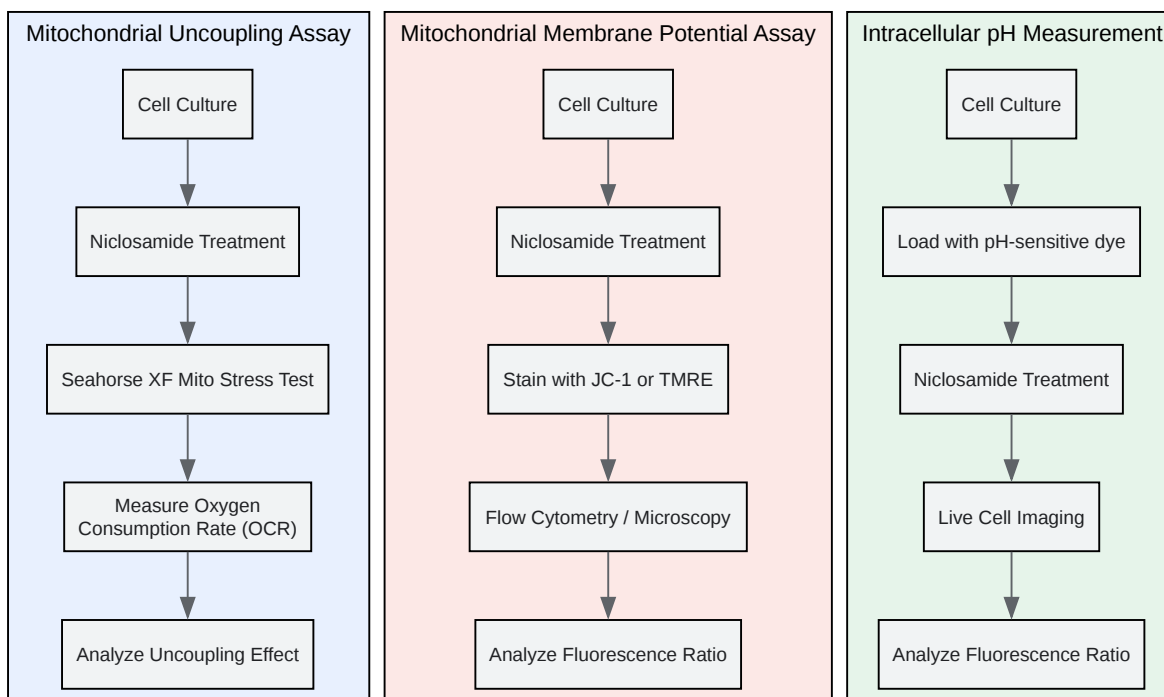 Mitochondrial Uncoupling Assay
Cell Culture
Niclosamide Treatment
Seahorse XF Mito Stress Test
Measure Oxygen
Consumption Rate (OCR)
Analyze Uncoupling Effect
Mitochondrial Membrane Potential Assay
Cell Culture
Niclosamide Treatment
Stain with JC-1 or TMRE
Flow Cytometry / Microscopy
Analyze Fluorescence Ratio
Intracellular pH Measurement
Cell Culture
Load with pH-sensitive dye
Niclosamide Treatment
Live Cell Imaging
Analyze Fluorescence Ratio